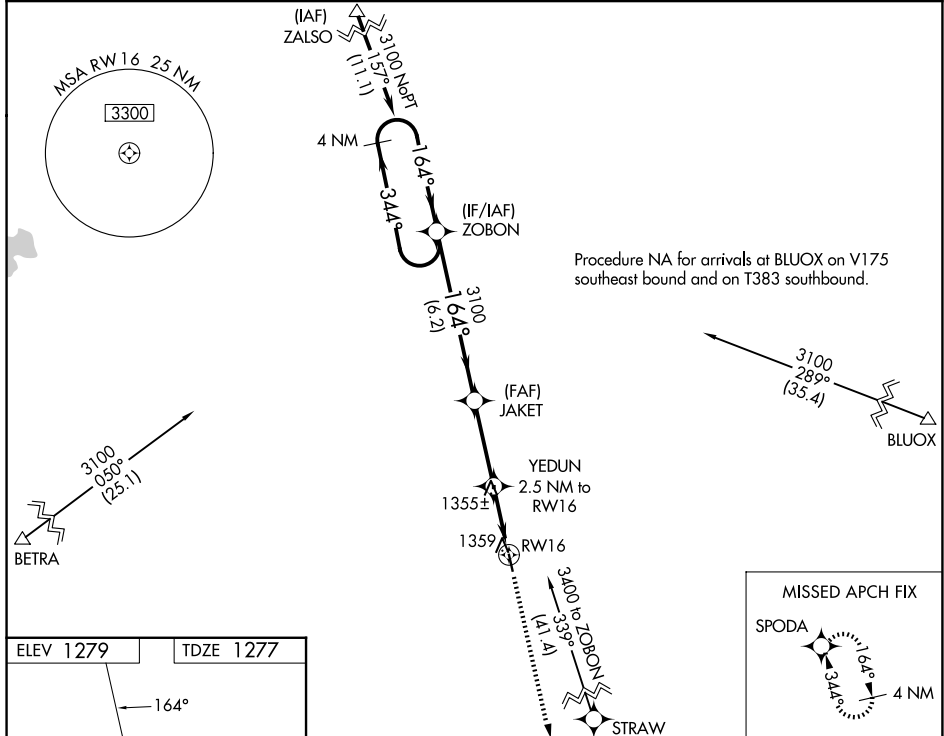 (IAF)
ZALSO
3100 NoPT
157°
(11.1)
MSA RW 16 25 NM
3300
4 NM
164°
344°
(IF/IAF)
ZOBON
Procedure NA for arrivals at BLUOX on V175
southeast bound and on T383 southbound.
3100
164°
(6.2)
3100
289°
(35.4)
BLUOX
(FAF)
JAKET
3100
050°
(25.1)
BETRA
YEDUN
2.5 NM to
RW16
1355±
1359
RW16
3400 to ZOBON
339°
(41.4)
STRAW
MISSED APCH FIX
SPODA
164°
344°
4 NM
ELEV 1279
TDZE 1277
164°